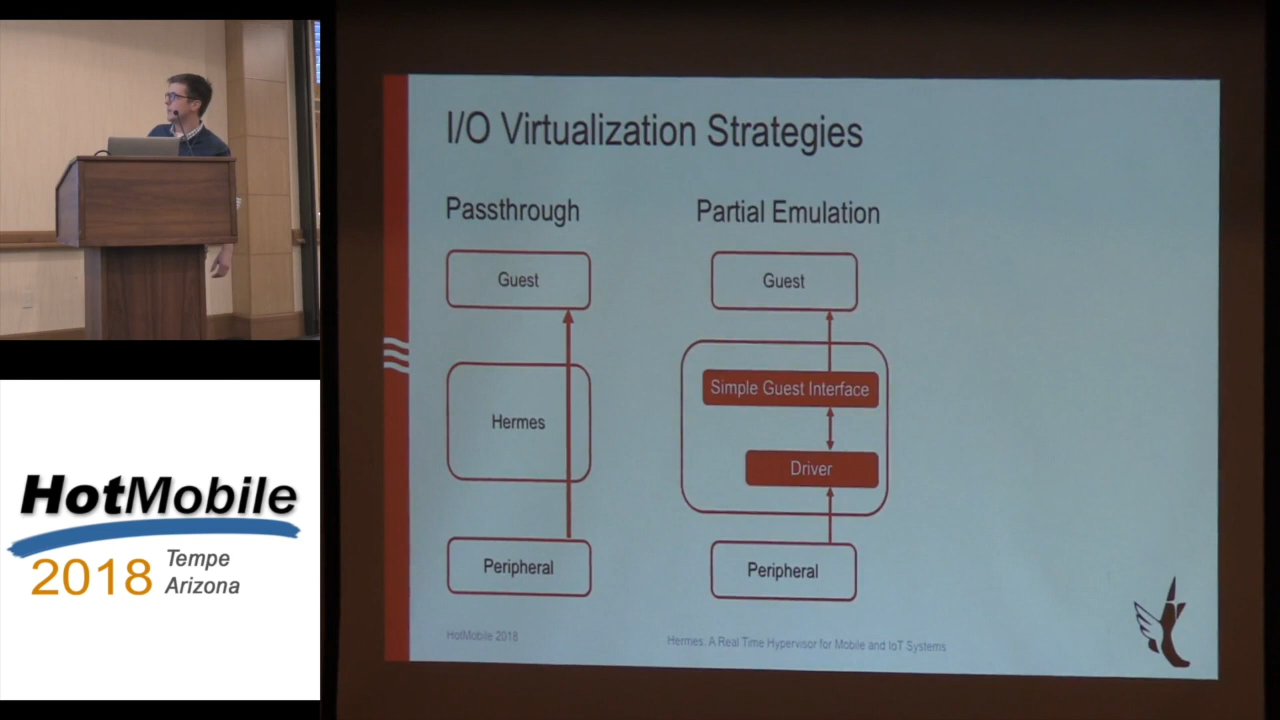 I/O Virtualization Strategies
Passthrough
Guest
Hermes
Peripheral
Partial Emulation
Guest
Simple Guest Interface
Driver
Peripheral
HotMobile 2018
Hermes: A Real Time Hypervisor for Mobile and IoT Systems
HotMobile
2018
Tempe
Arizona